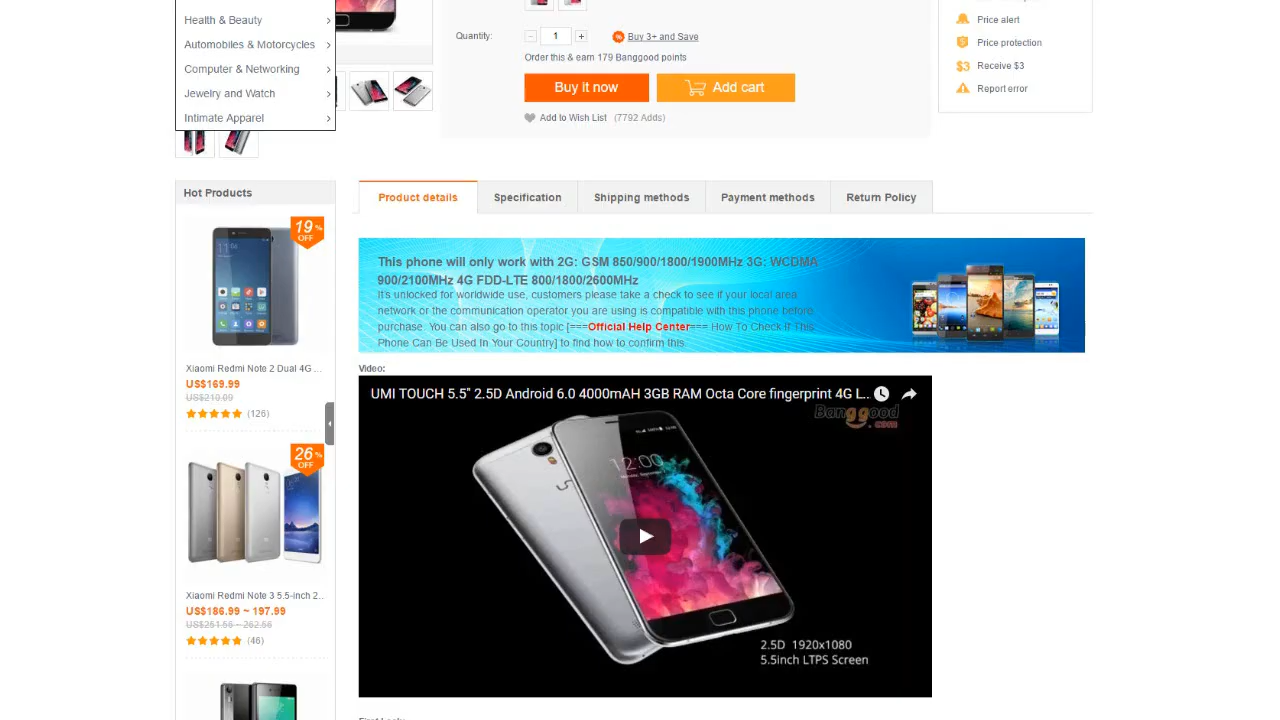 Health & Beauty
Automobiles & Motorcycles
Computer & Networking
Jewelry and Watch
Intimate Apparel
Quantity:
1
Buy 3+ and Save
Order this & earn 179 Banggood points
Buy it now
Add cart
Add to Wish List (7792 Adds)
Price alert
Price protection
$3 Receive $3
Report error
Hot Products
19 %
OFF
Xiaomi Redmi Note 2 Dual 4G ...
US$169.99
US$210.09
(126)
26 %
OFF
Xiaomi Redmi Note 3 5.5-inch 2...
US$186.99 ~ 197.99
US$251.56 ~ 262.56
(46)
Product details
Specification
Shipping methods
Payment methods
Return Policy
This phone will only work with 2G: GSM 850/900/1800/1900MHz 3G: WCDMA
900/2100MHz 4G FDD-LTE 800/1800/2600MHz
It's unlocked for worldwide use, customers please take a check to see if your local area
network or the communication operator you are using is compatible with this phone before
purchase. You can also go to this topic [===Official Help Center=== How To Check If This
Phone Can Be Used In Your Country] to find how to confirm this.
Video:
UMI TOUCH 5.5" 2.5D Android 6.0 4000mAH 3GB RAM Octa Core fingerprint 4G L...
Banggood
.com
12:00
2.5D 1920x1080
5.5inch LTPS Screen